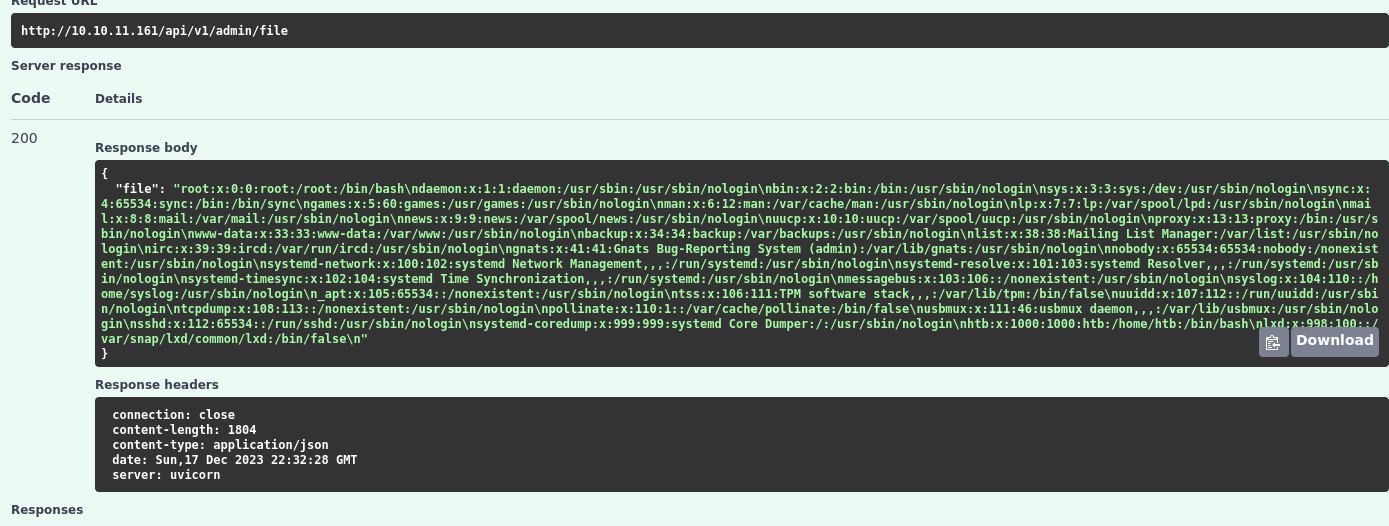 Request URL
http://10.10.11.161/api/v1/admin/file
Server response
Code Details
200
Response body
{
"file": "root:x:0:0:root:/root:/bin/bash\ndaemon:x:1:1:daemon:/usr/sbin:/usr/sbin/nologin\nbin:x:2:2:bin:/bin:/usr/sbin/nologin\nsys:x:3:3:sys:/dev:/usr/sbin/nologin\nsync:x:
4:65534:sync:/bin:/bin/sync\ngames:x:5:60:games:/usr/games:/usr/sbin/nologin\nman:x:6:12:man:/var/cache/man:/usr/sbin/nologin\nlp:x:7:7:lp:/var/spool/lpd:/usr/sbin/nologin\nmai
l:x:8:8:mail:/var/mail:/usr/sbin/nologin\nnews:x:9:9:news:/var/spool/news:/usr/sbin/nologin\nuucp:x:10:10:uucp:/var/spool/uucp:/usr/sbin/nologin\nproxy:x:13:13:proxy:/bin:/usr/s
bin/nologin\nwww-data:x:33:33:www-data:/var/www:/usr/sbin/nologin\nbackup:x:34:34:backup:/var/backups:/usr/sbin/nologin\nlist:x:38:38:Mailing List Manager:/var/list:/usr/sbin/no
login\nirc:x:39:39:ircd:/var/run/ircd:/usr/sbin/nologin\ngnats:x:41:41:Gnats Bug-Reporting System (admin):/var/lib/gnats:/usr/sbin/nologin\nnobody:x:65534:65534:nobody:/nonexist
ent:/usr/sbin/nologin\nsystemd-network:x:100:102:systemd Network Management,,,:/run/systemd:/usr/sbin/nologin\nsystemd-resolve:x:101:103:systemd Resolver,,,:/run/systemd:/usr/sb
in/nologin\nsystemd-timesync:x:102:104:systemd Time Synchronization,,,:/run/systemd:/usr/sbin/nologin\nmessagebus:x:103:106::/nonexistent:/usr/sbin/nologin\nsyslog:x:104:110::/h
ome/syslog:/usr/sbin/nologin\n_apt:x:105:65534::/nonexistent:/usr/sbin/nologin\ntss:x:106:111:TPM software stack,,,:/var/lib/tpm:/bin/false\nuuidd:x:107:112::/run/uuidd:/usr/sbi
n/nologin\ntcpdump:x:108:113::/nonexistent:/usr/sbin/nologin\npollinate:x:110:1::/var/cache/pollinate:/bin/false\nusbmux:x:111:46:usbmux daemon,,,:/var/lib/usbmux:/usr/sbin/nolo
gin\nsshd:x:112:65534::/run/sshd:/usr/sbin/nologin\nsystemd-coredump:x:999:999:systemd Core Dumper:/:/usr/sbin/nologin\nhtb:x:1000:1000:htb:/home/htb:/bin/bash\nlxd:x:998:100::/
var/snap/lxd/common/lxd:/bin/false\n"
}
Download
Response headers
connection: close
content-length: 1804
content-type: application/json
date: Sun,17 Dec 2023 22:32:28 GMT
server: uvicorn
Responses